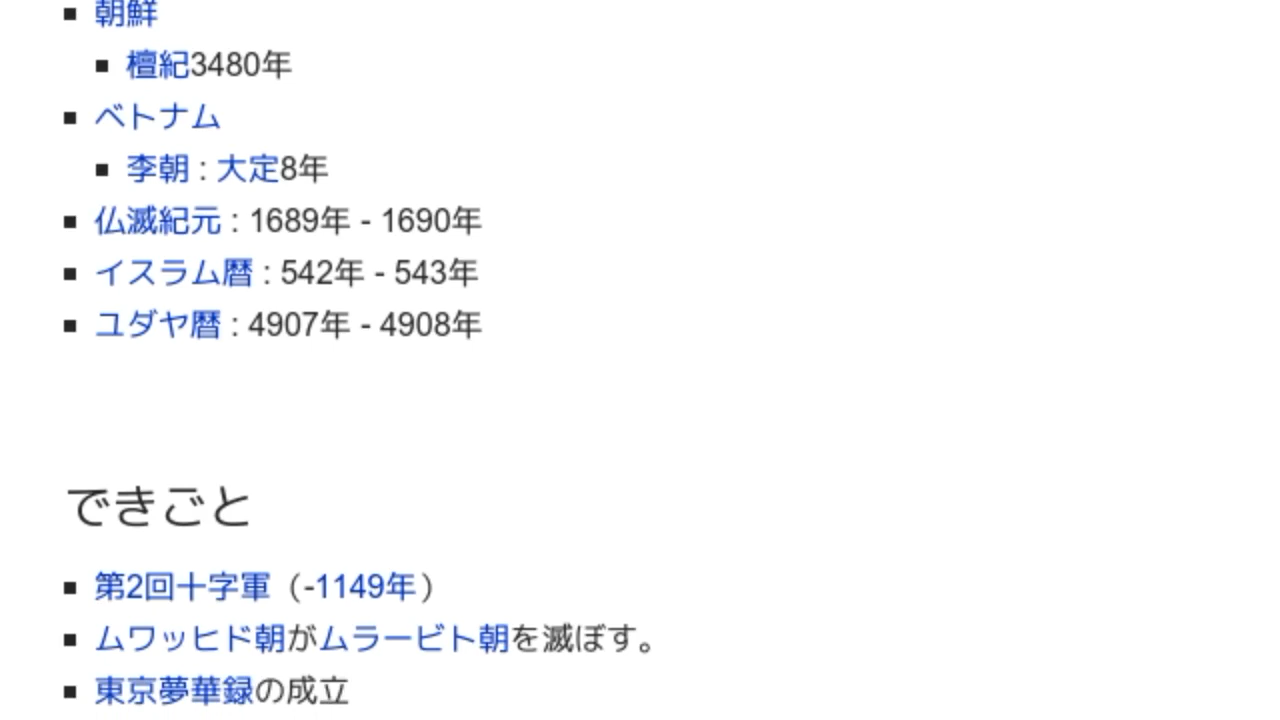 朝鮮
檀紀3480年
ベトナム
李朝 : 大定8年
仏滅紀元 : 1689年 - 1690年
イスラム暦 : 542年 - 543年
ユダヤ暦 : 4907年 - 4908年
できごと
第2回十字軍（-1149年）
ムワッヒド朝がムラービト朝を滅ぼす。
東京夢華録の成立